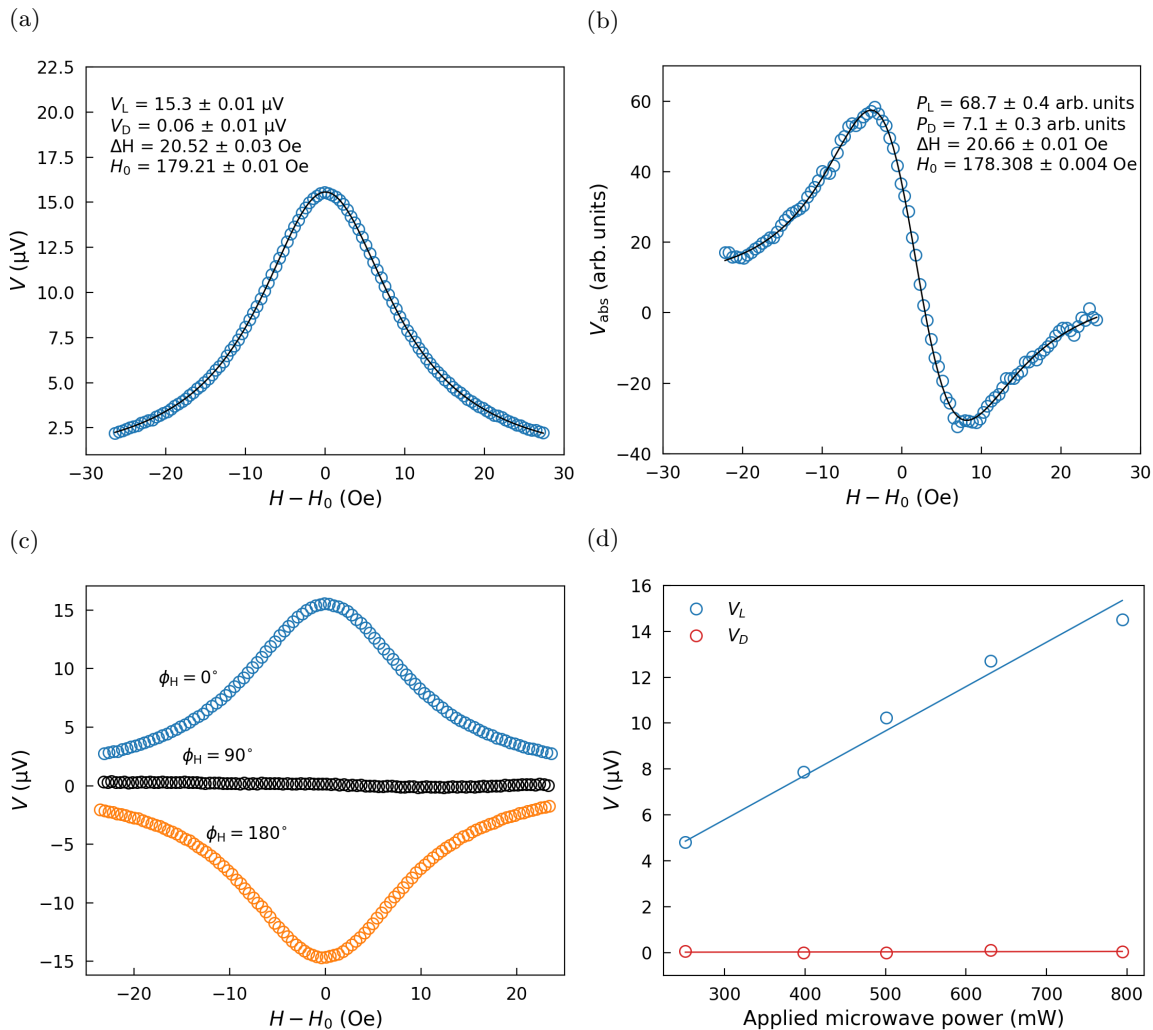 (a)
22.5
20.0
17.5
15.0
12.5
10.0
7.5
5.0
2.5
V (μV)
V_L = 15.3 ± 0.01 μV
V_D = 0.06 ± 0.01 μV
ΔH = 20.52 ± 0.03 Oe
H_0 = 179.21 ± 0.01 Oe
−30 −20 −10 0 10 20 30
H − H_0 (Oe)
(b)
60
40
20
0
−20
−40
V_abs (arb. units)
P_L = 68.7 ± 0.4 arb. units
P_D = 7.1 ± 0.3 arb. units
ΔH = 20.66 ± 0.01 Oe
H_0 = 178.308 ± 0.004 Oe
−30 −20 −10 0 10 20 30
H − H_0 (Oe)
(c)
15
10
5
0
−5
−10
−15
V (μV)
ϕ_H = 0°
ϕ_H = 90°
ϕ_H = 180°
−20 −10 0 10 20
H − H_0 (Oe)
(d)
16
14
12
10
8
6
4
2
0
V (μV)
V_L
V_D
300 400 500 600 700 800
Applied microwave power (mW)